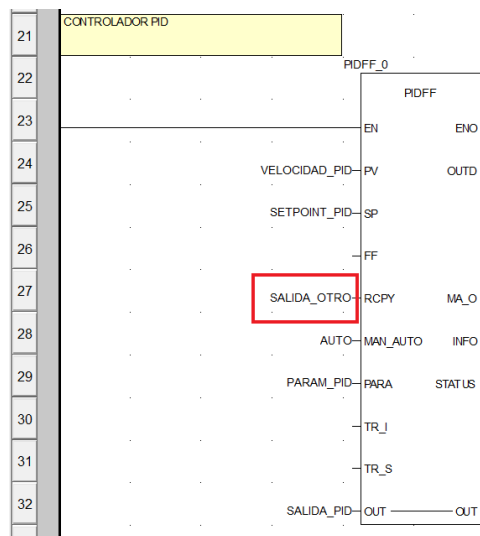 21 CONTROLADOR PID
22 PIDFF_0
PIDFF
23 EN ENO
24 VELOCIDAD_PID PV OUTD
25 SETPOINT_PID SP
26 FF
27 SALIDA_OTRO RCPY MA_O
28 AUTO MAN_AUTO INFO
29 PARAM_PID PARA STATUS
30 TR_I
31 TR_S
32 SALIDA_PID OUT OUT